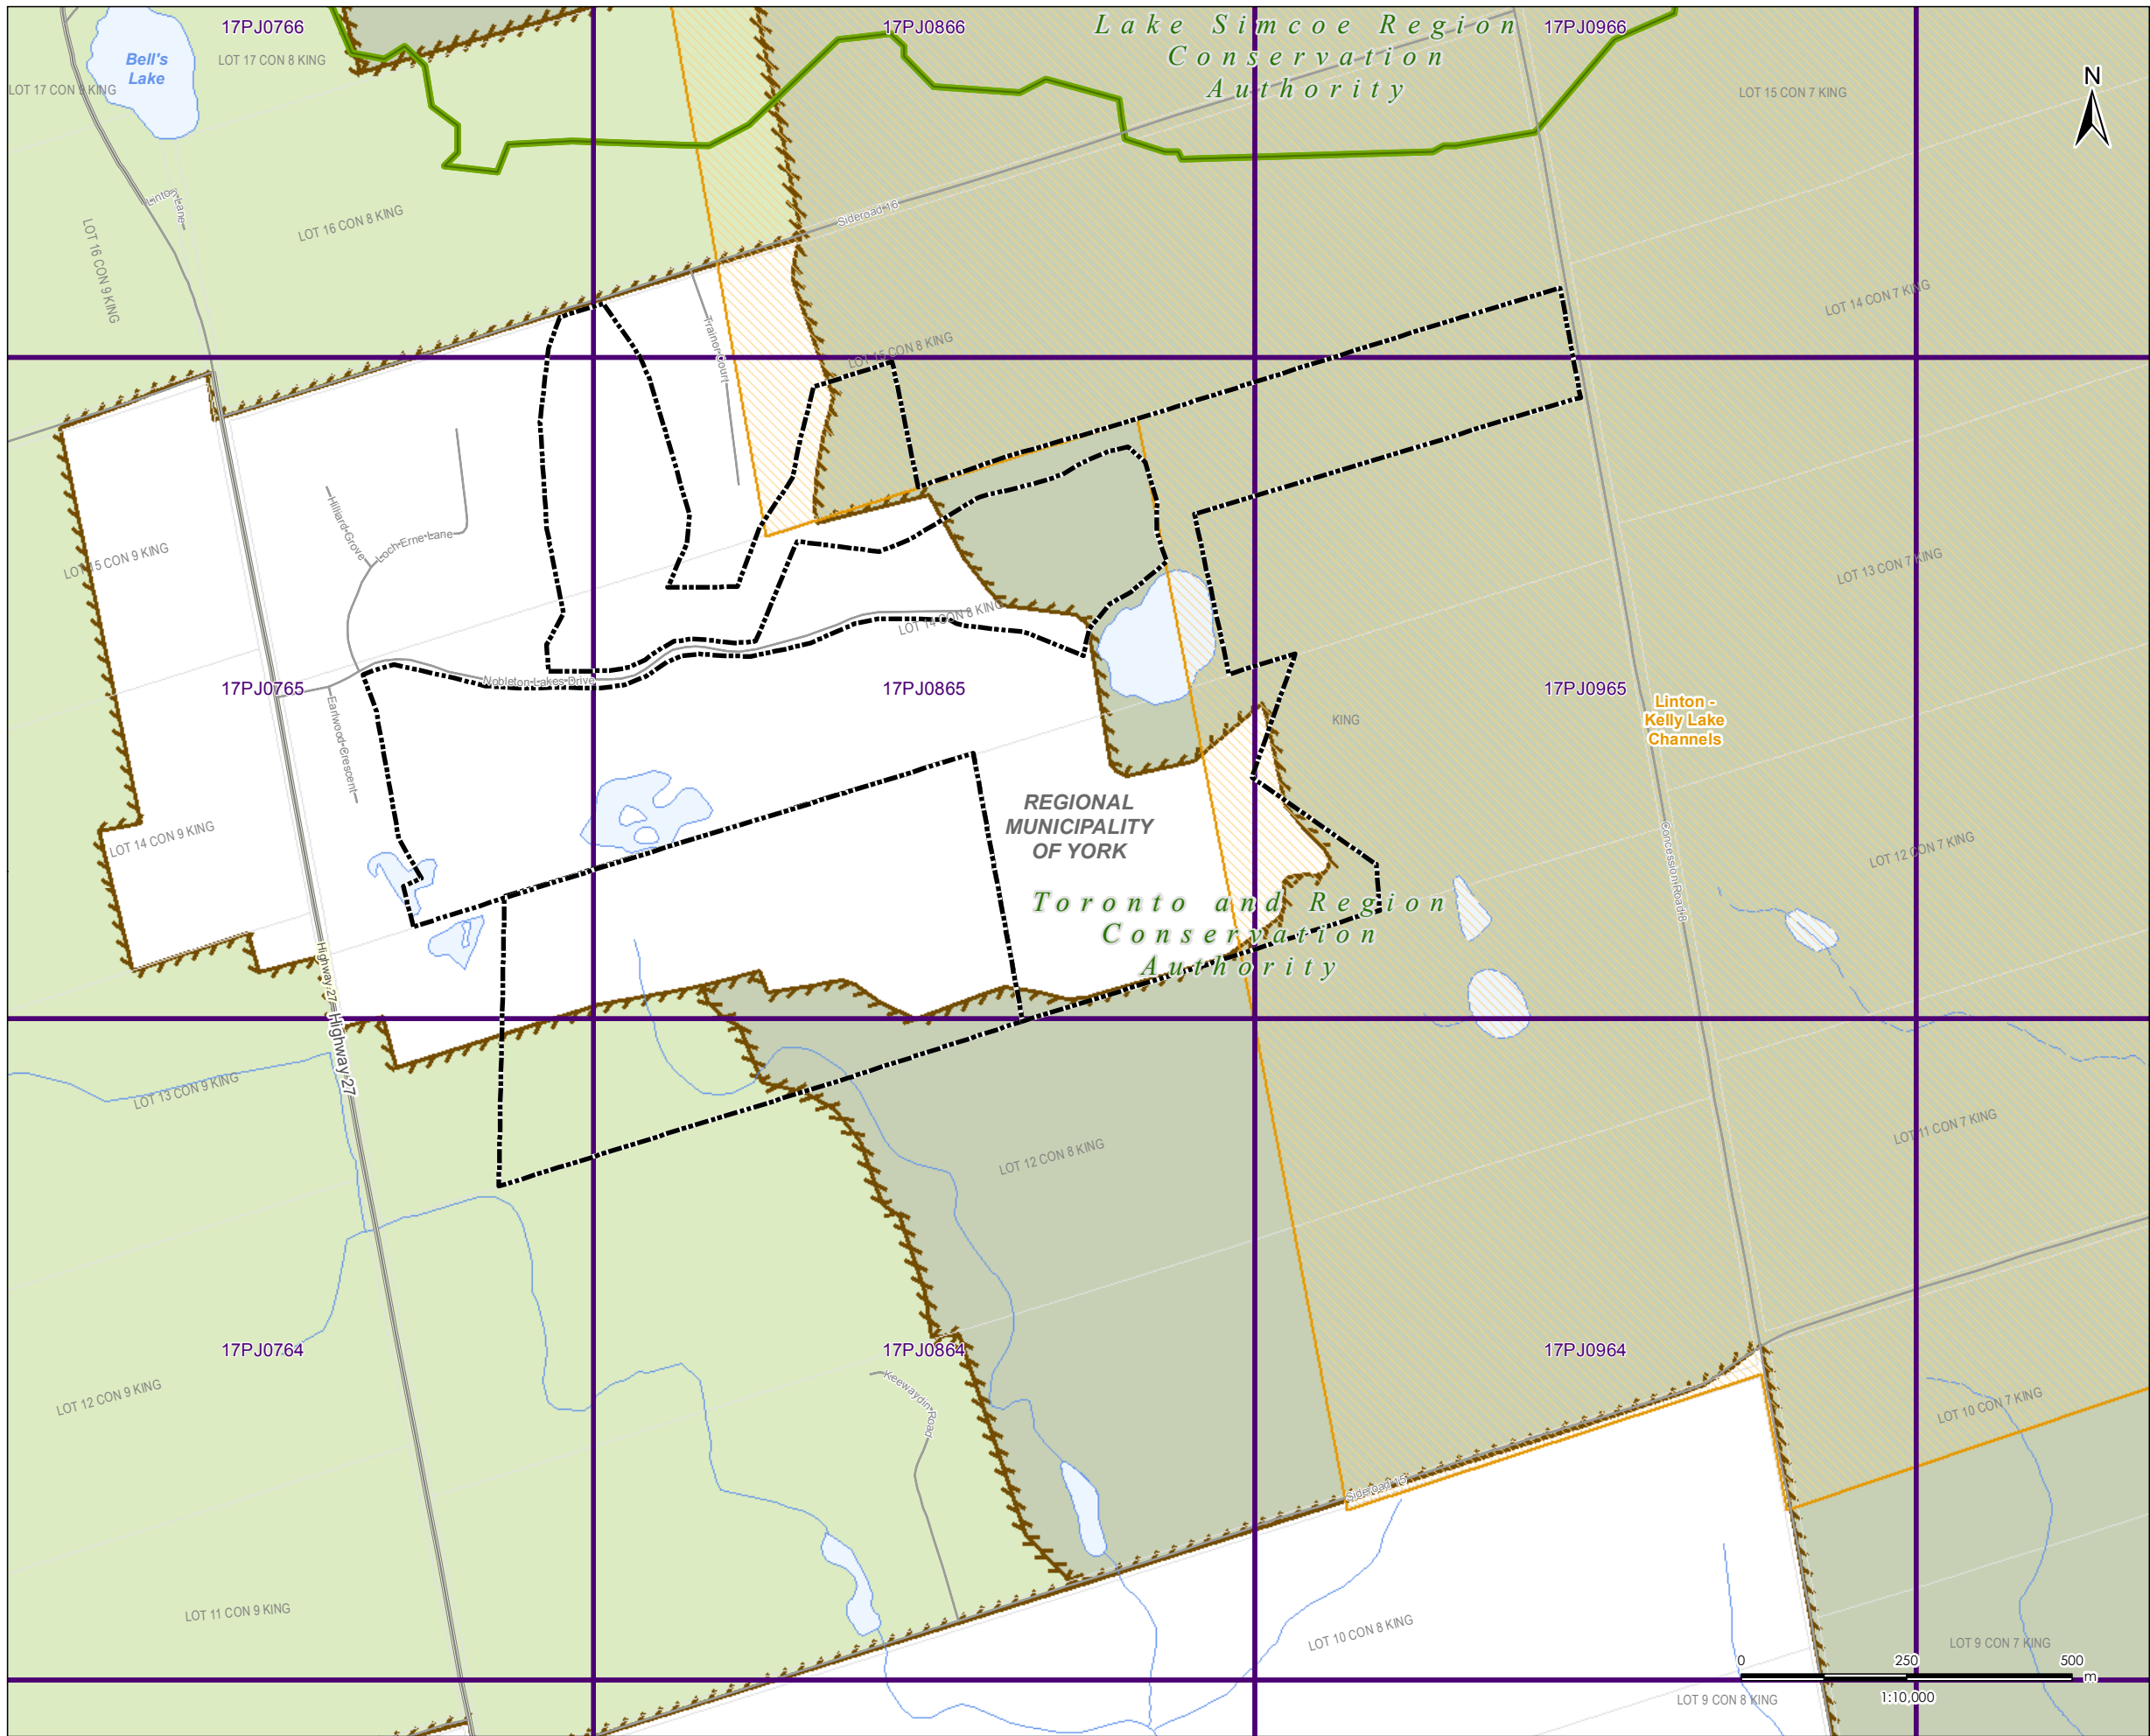 17PJ0766
17PJ0866
17PJ0966
Lake Simcoe Region
Conservation
Authority
Bell's
Lake
LOT 17 CON 8 KING
LOT 17 CON 9 KING
LOT 15 CON 7 KING
N
Linton Lane
LOT 16 CON 8 KING
LOT 16 CON 9 KING
Sideroad 16
LOT 14 CON 7 KING
Trainor Court
LOT 15 CON 8 KING
Hilliard Grove
Loch Erne Lane
LOT 15 CON 9 KING
LOT 13 CON 7 KING
LOT 14 CON 8 KING
Nobleton Lakes Drive
17PJ0765
17PJ0865
17PJ0965
Earlwood Crescent
KING
Linton -
Kelly Lake
Channels
REGIONAL
MUNICIPALITY
OF YORK
LOT 14 CON 9 KING
LOT 12 CON 7 KING
Concession Road 8
Toronto and Region
Conservation
Authority
Highway 27
Highway 27
LOT 13 CON 9 KING
LOT 12 CON 8 KING
LOT 11 CON 7 KING
17PJ0764
17PJ0864
17PJ0964
Keewaydin Road
LOT 12 CON 9 KING
LOT 10 CON 7 KING
Sideroad 15
LOT 11 CON 9 KING
LOT 10 CON 8 KING
LOT 9 CON 7 KING
0 250 500
m
1:10,000
LOT 9 CON 8 KING